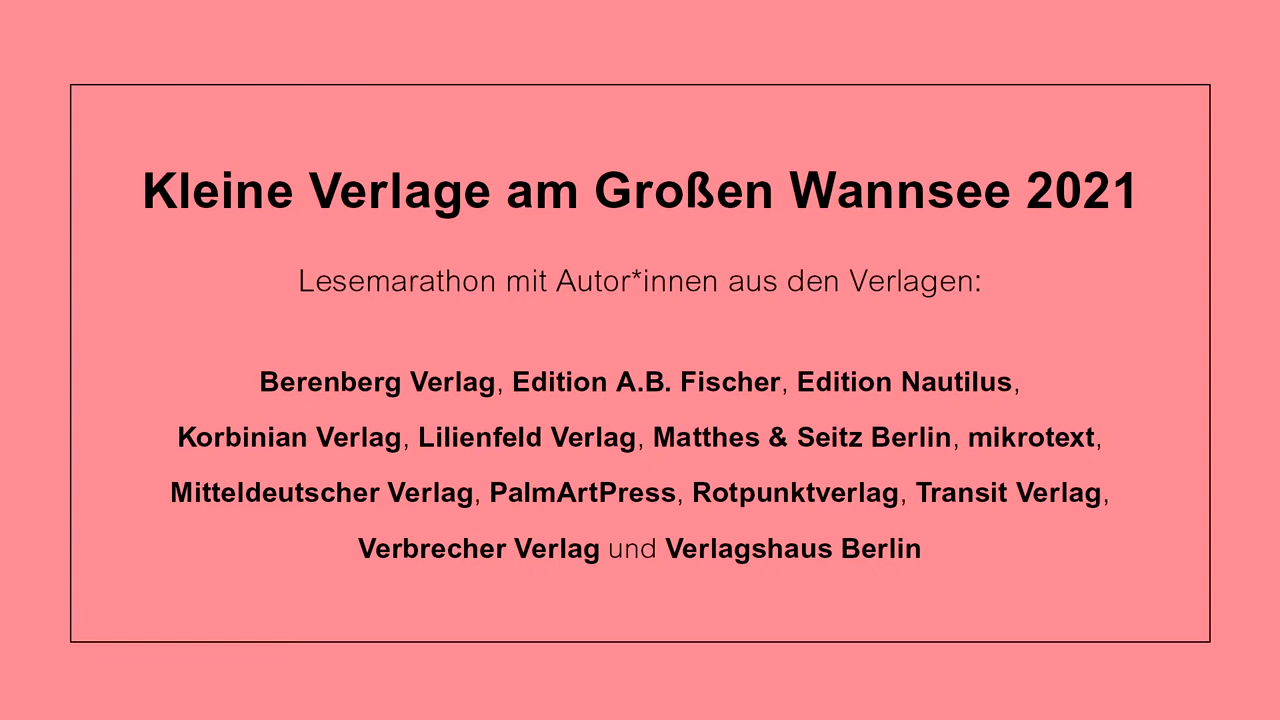 Kleine Verlage am Großen Wannsee 2021
Lesemarathon mit Autor*innen aus den Verlagen:
Berenberg Verlag, Edition A.B. Fischer, Edition Nautilus,
Korbinian Verlag, Lilienfeld Verlag, Matthes & Seitz Berlin, mikrotext,
Mitteldeutscher Verlag, PalmArtPress, Rotpunktverlag, Transit Verlag,
Verbrecher Verlag und Verlagshaus Berlin